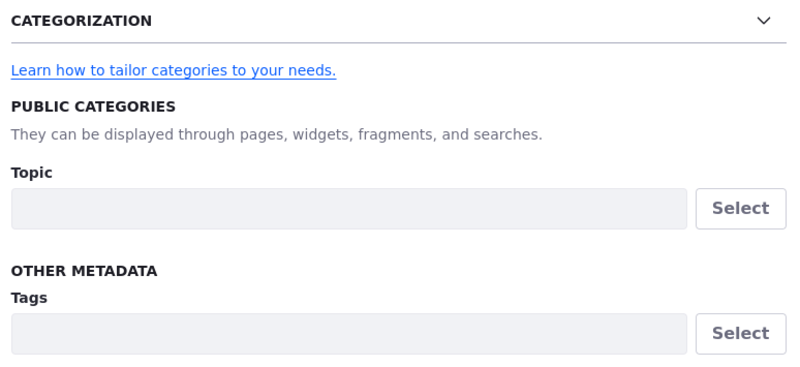 CATEGORIZATION
Learn how to tailor categories to your needs.
PUBLIC CATEGORIES
They can be displayed through pages, widgets, fragments, and searches.
Topic
Select
OTHER METADATA
Tags
Select